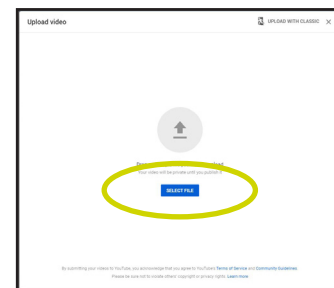 Upload video
UPLOAD WITH CLASSIC
Your video will be private until you publish it
SELECT FILE
By submitting your videos to YouTube, you acknowledge that you agree to YouTube's Terms of Service and Community Guidelines.
Please be sure not to violate others' copyright or privacy rights. Learn more